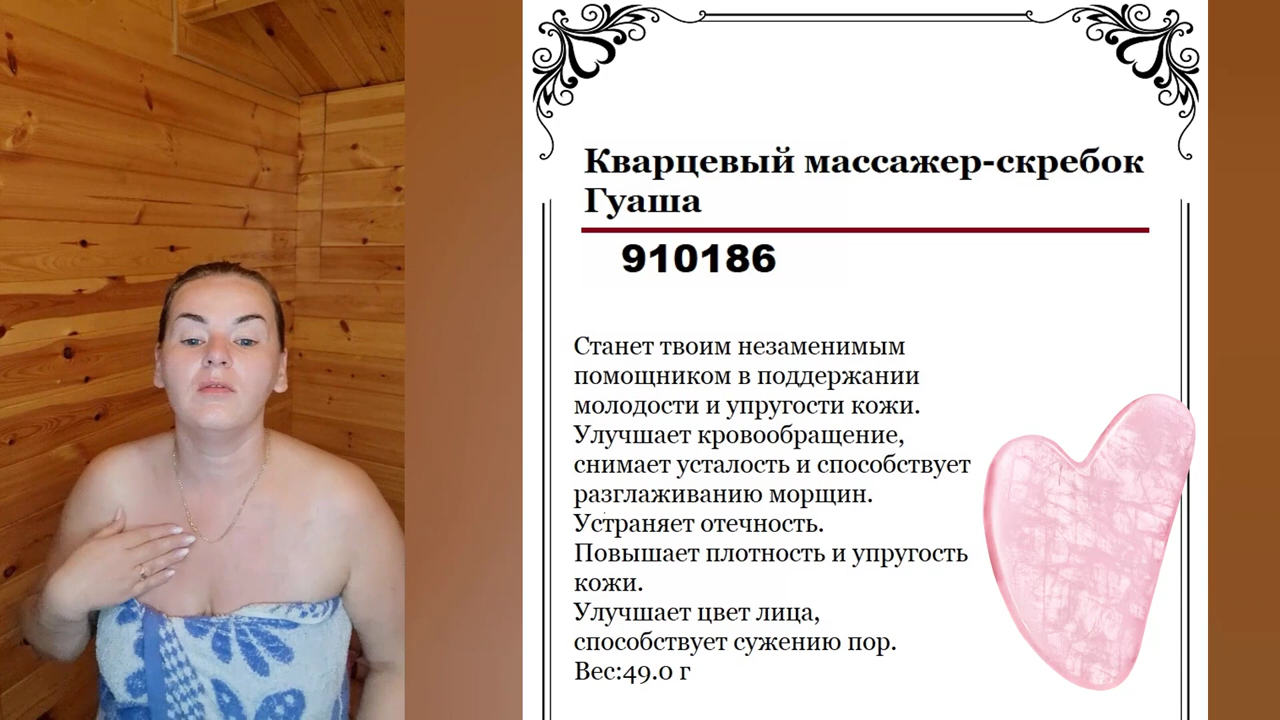 Кварцевый массажер-скребок
Гуаша
910186
Станет твоим незаменимым
помощником в поддержании
молодости и упругости кожи.
Улучшает кровообращение,
снимает усталость и способствует
разглаживанию морщин.
Устраняет отечность.
Повышает плотность и упругость
кожи.
Улучшает цвет лица,
способствует сужению пор.
Вес:49.0 г